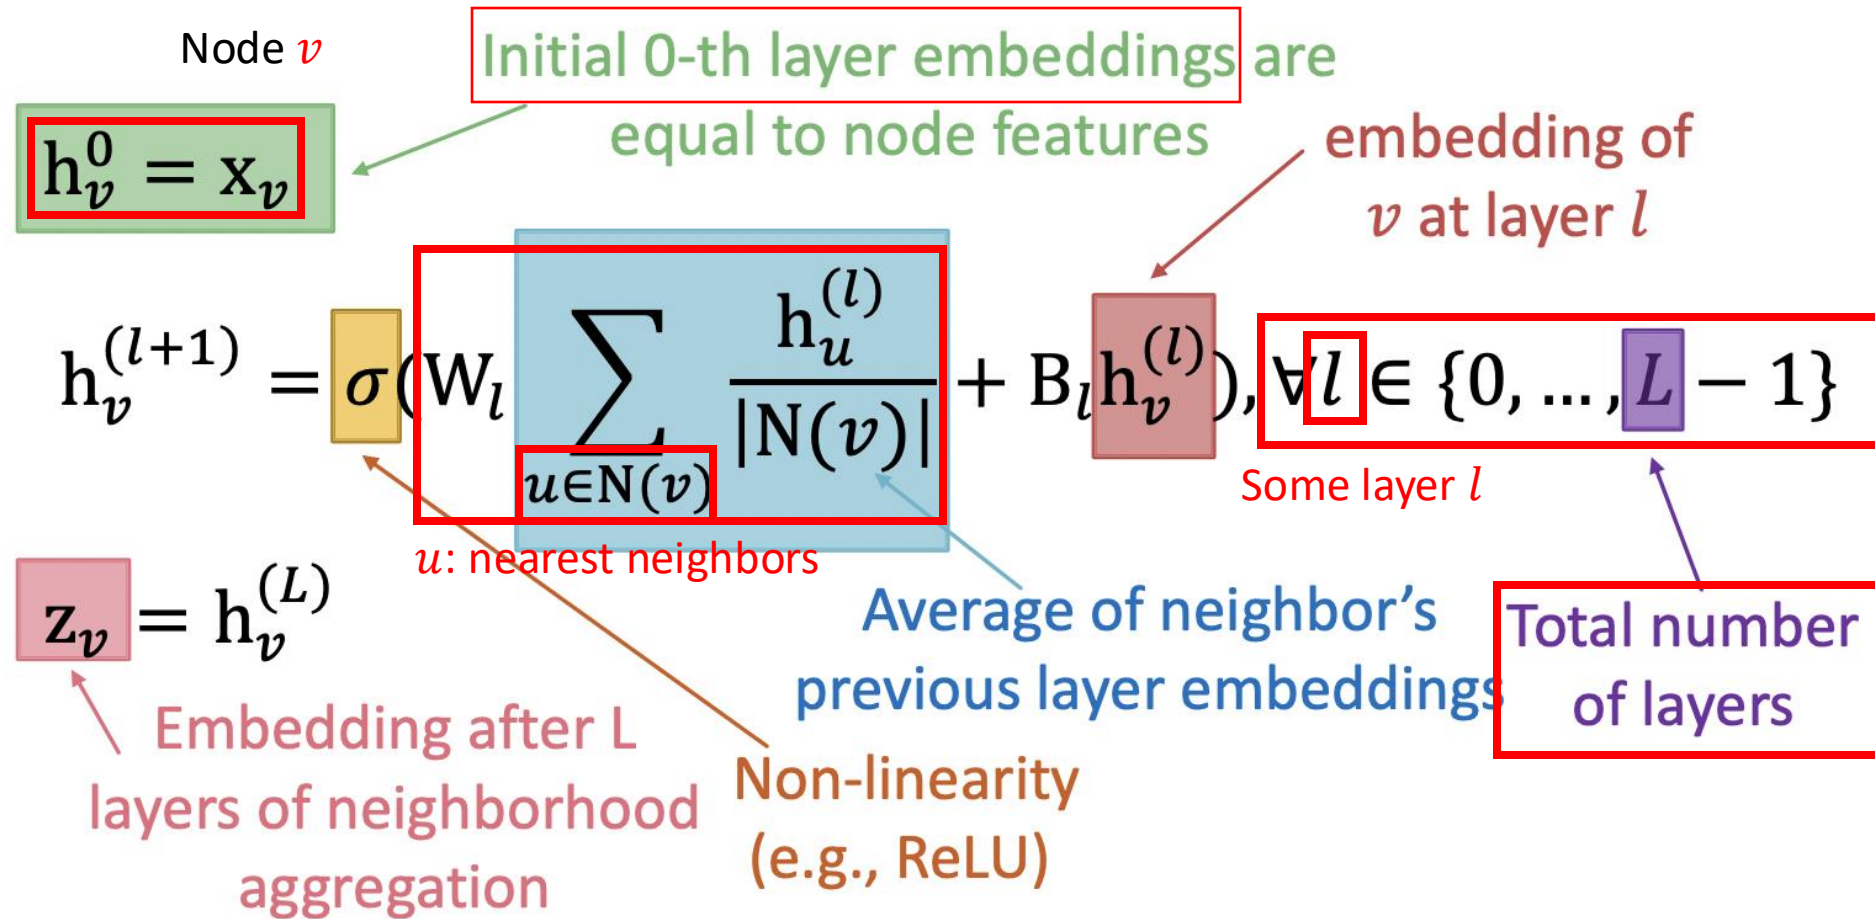 Node v
Initial 0-th layer embeddings are
equal to node features
h_v^0 = x_v
embedding of
v at layer l
h_v^{(l+1)} = σ(W_l ∑_{u∈N(v)} h_u^{(l)} / |N(v)| + B_l h_v^{(l)}), ∀l ∈ {0, …, L − 1}
Some layer l
u: nearest neighbors
z_v = h_v^{(L)}
Average of neighbor's
previous layer embeddings
Total number
of layers
Embedding after L
layers of neighborhood
aggregation
Non-linearity
(e.g., ReLU)